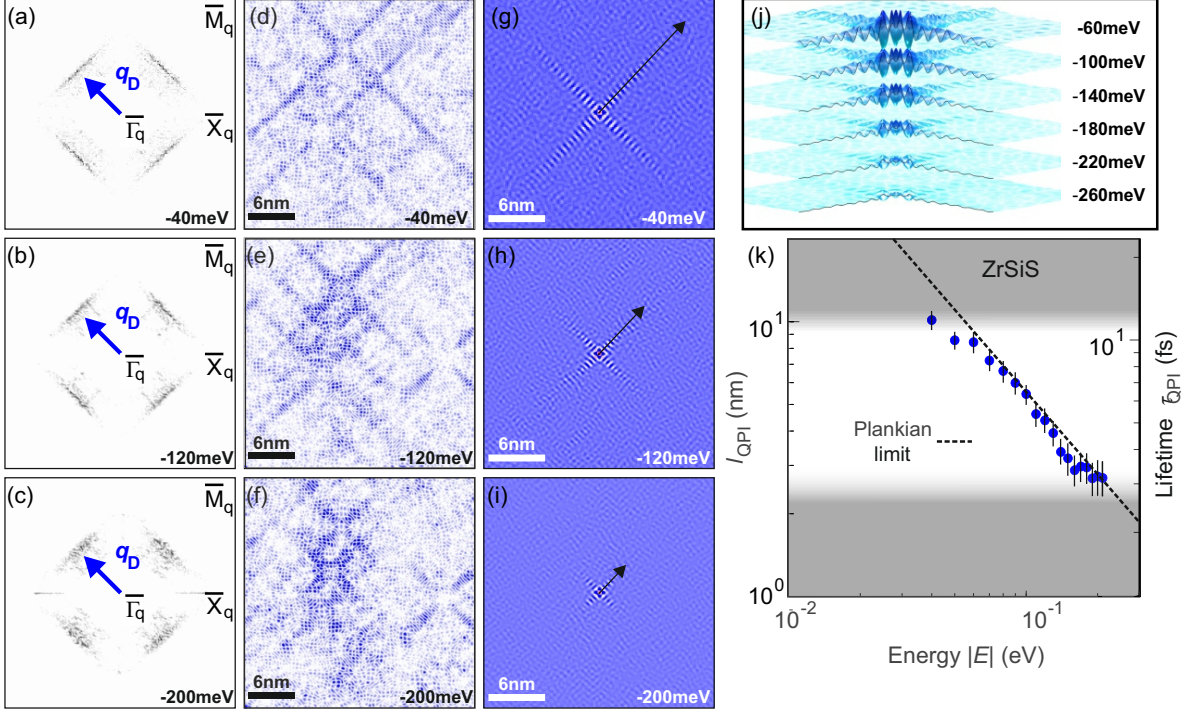 (a)
M̅q
qD
Γ̅q
X̅q
-40meV
(d)
6nm
-40meV
(g)
6nm
-40meV
(j)
-60meV
-100meV
-140meV
-180meV
-220meV
-260meV
(b)
M̅q
qD
Γ̅q
X̅q
-120meV
(e)
6nm
-120meV
(h)
6nm
-120meV
(c)
M̅q
qD
Γ̅q
X̅q
-200meV
(f)
6nm
-200meV
(i)
6nm
-200meV
(k)
ZrSiS
10¹
10¹
Plankian
limit
lQPI (nm)
Lifetime τQPI (fs)
10⁰
10⁻²
10⁻¹
Energy |E| (eV)